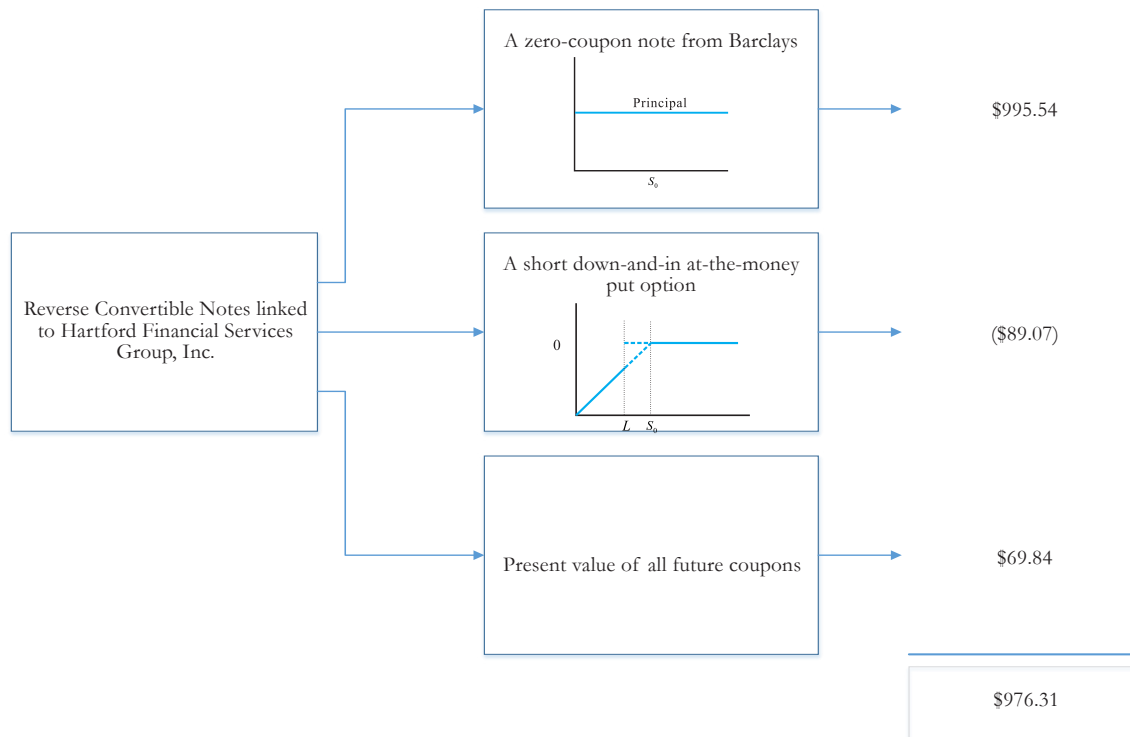 A zero-coupon note from Barclays
Principal
S₀
$995.54
Reverse Convertible Notes linked
to Hartford Financial Services
Group, Inc.
A short down-and-in at-the-money
put option
0
L S₀
($89.07)
Present value of all future coupons
$69.84
$976.31